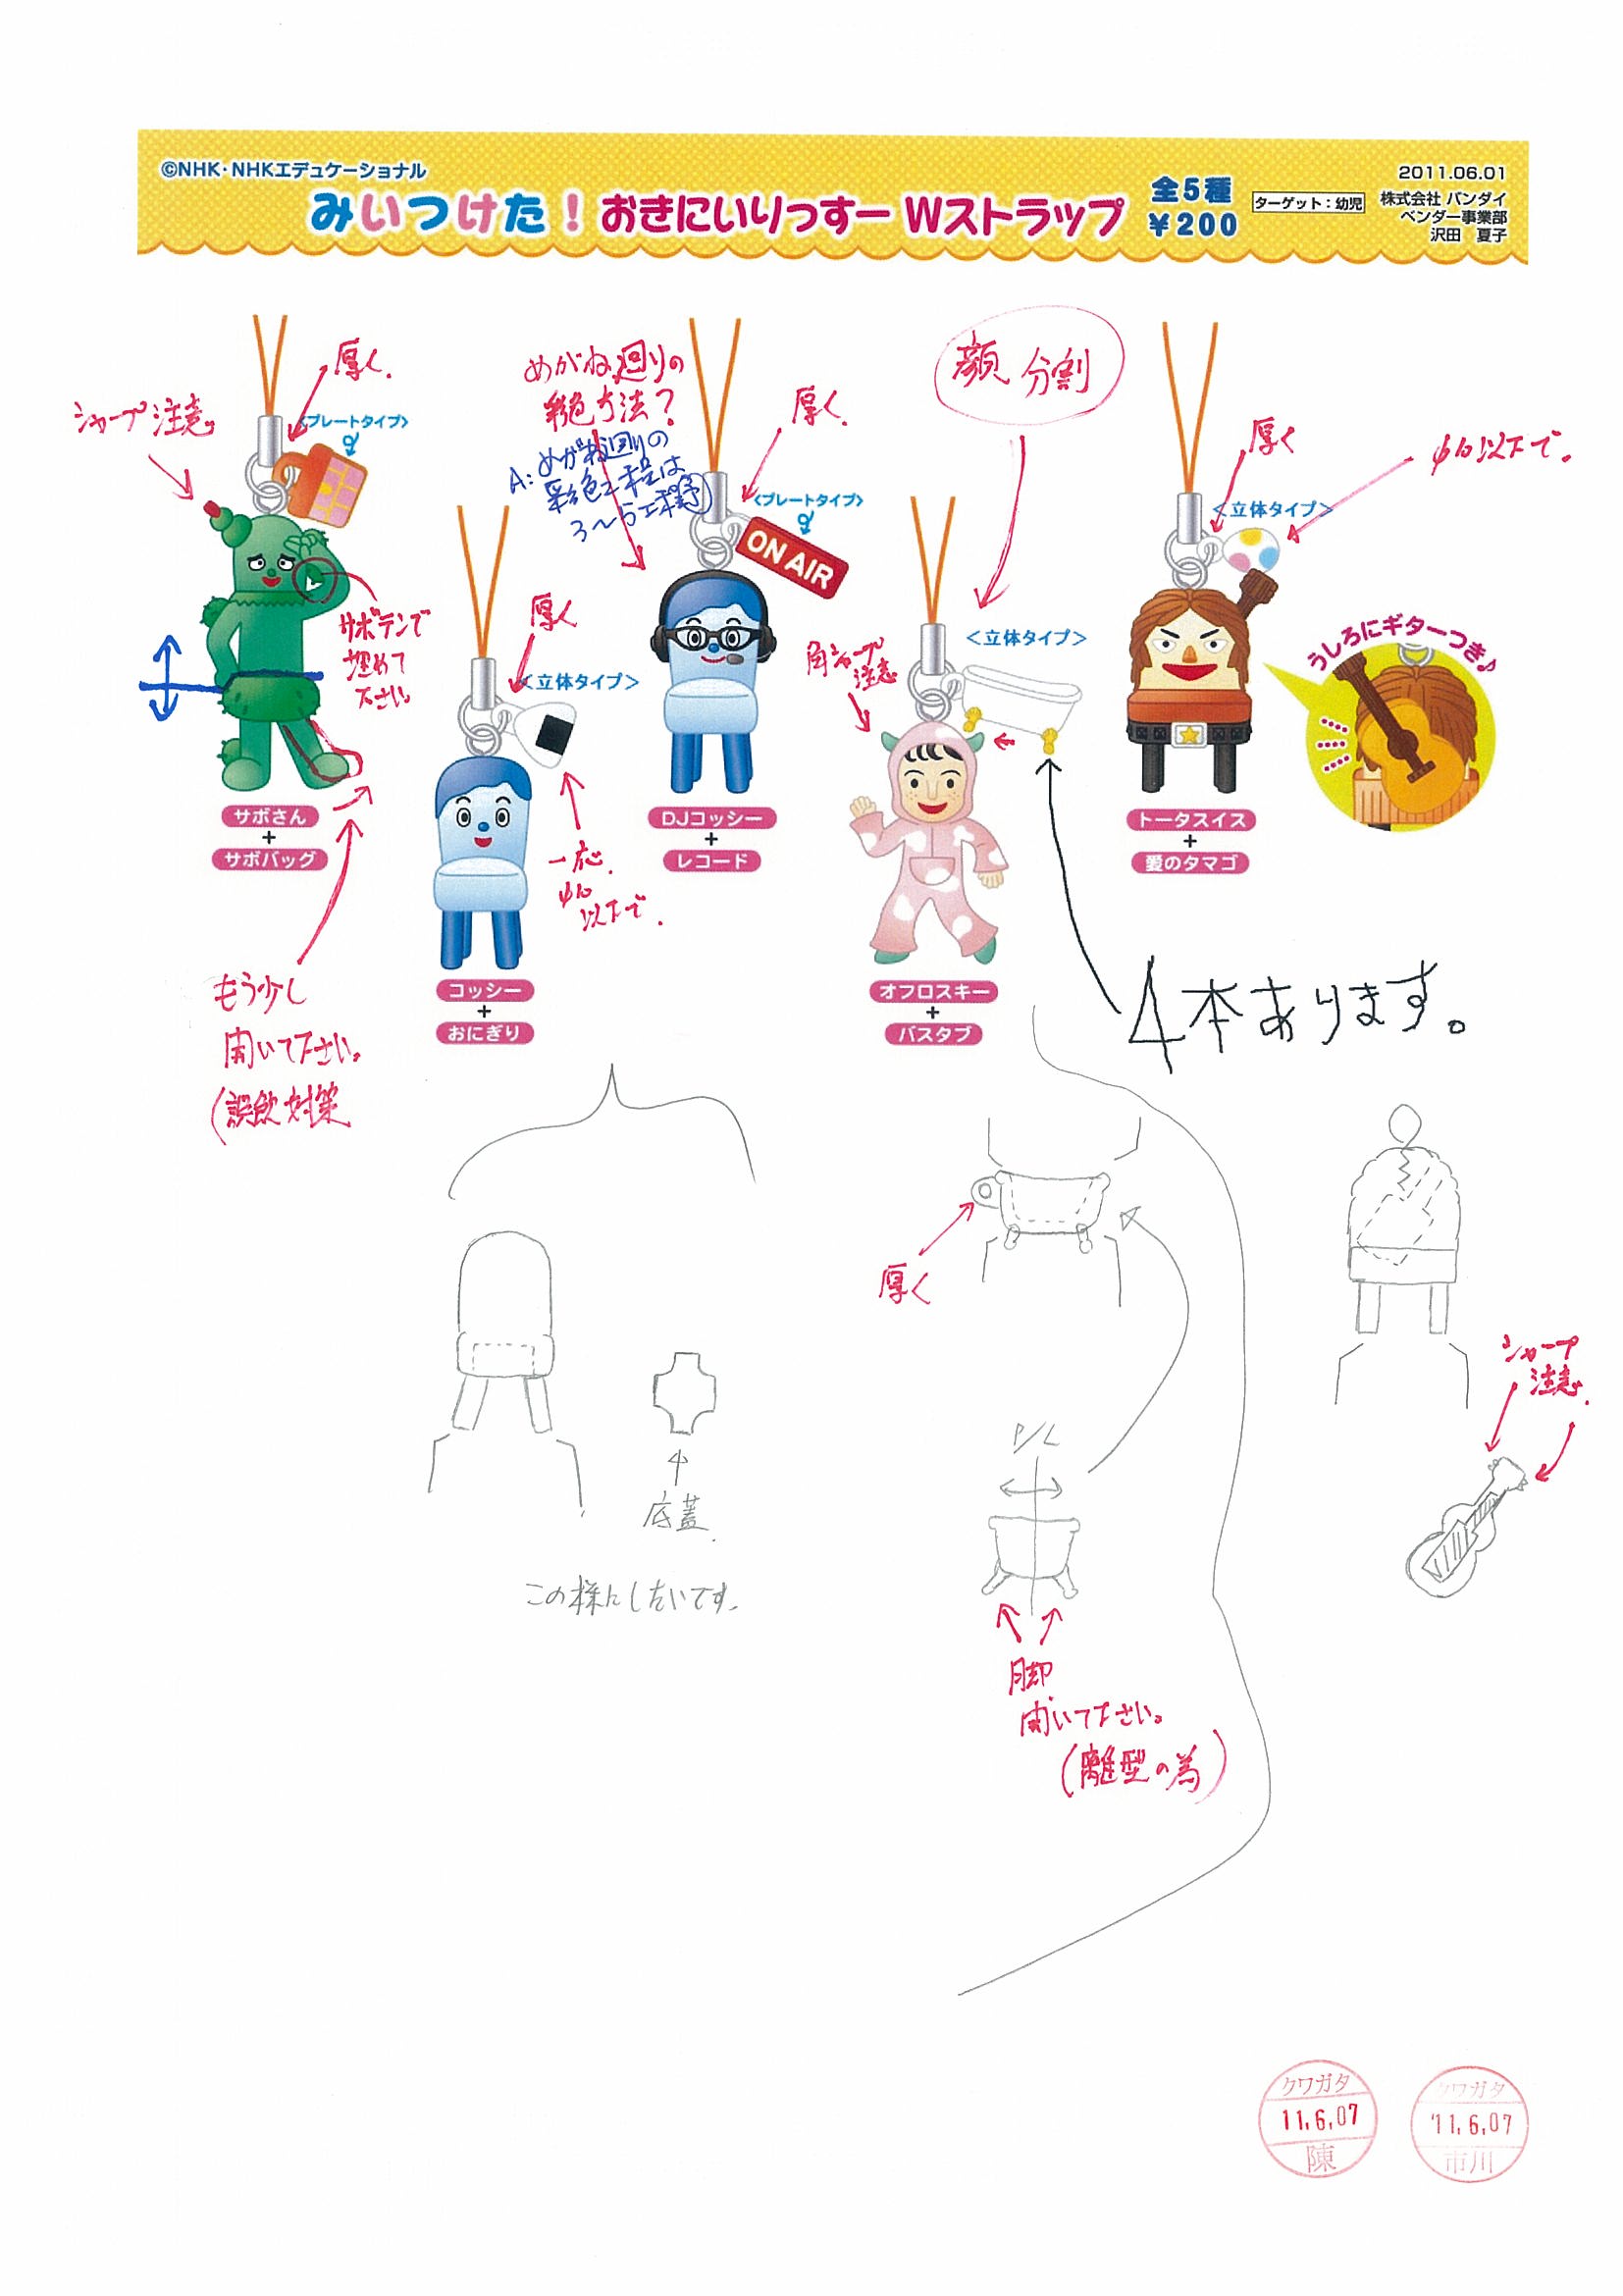 ©NHK・NHKエデュケーショナル
みいつけた！おきにいりっすー Wストラップ
全5種
¥200
ターゲット：幼児
2011.06.01
株式会社 バンダイ
ベンダー事業部
沢田 夏子
厚く.
シャープ注意。
<プレートタイプ>
サボテンで
埋めて
下さい。
サボさん
+
サボバッグ
もう少し
開いて下さい。
(誤飲対策
めがね廻りの
彩色方法？
A：めがね廻りの
彩色工程は
3～5工程
厚く
<立体タイプ>
一応.
φ10
以下で.
コッシー
+
おにぎり
厚く.
<プレートタイプ>
ON AIR
DJコッシー
+
レコード
顔 分割
<立体タイプ>
角シャープ
注意
オフロスキー
+
バスタブ
4本あります。
厚く
φ10以下で.
<立体タイプ>
うしろにギターつき♪
トータスイス
+
愛のタマゴ
底蓋.
この様にしたいです.
厚く
P/L
脚
開いて下さい。
(離型の為)
シャープ
注意.
クワガタ
11.6.07
陳
クワガタ
'11.6.07
市川